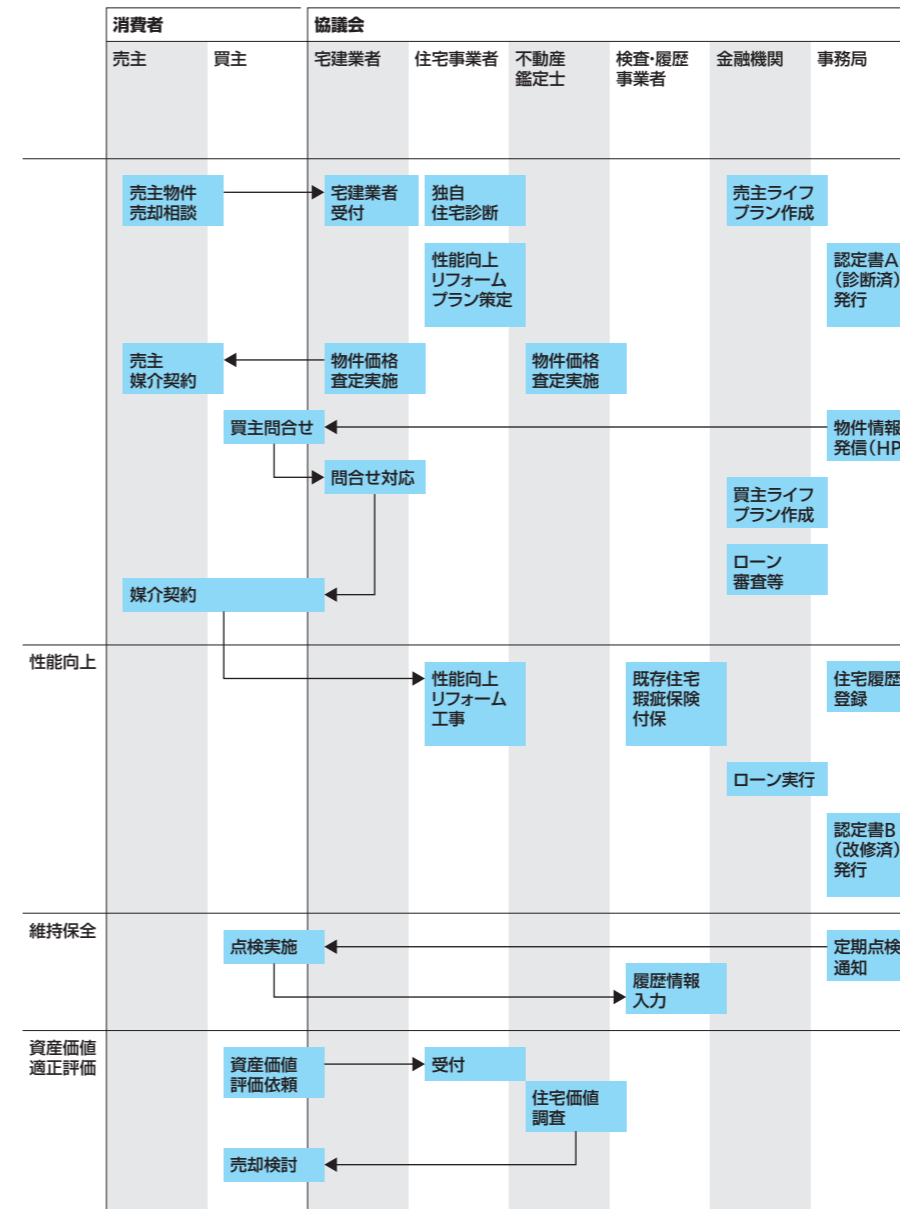 消費者
協議会
売主
買主
宅建業者
住宅事業者
不動産
鑑定士
検査・履歴
事業者
金融機関
事務局
売主物件
売却相談
宅建業者
受付
独自
住宅診断
売主ライフ
プラン作成
性能向上
リフォーム
プラン策定
認定書A
（診断済）
発行
売主
媒介契約
物件価格
査定実施
物件価格
査定実施
買主問合せ
物件情報
発信（HP
問合せ対応
買主ライフ
プラン作成
ローン
審査等
媒介契約
性能向上
性能向上
リフォーム
工事
既存住宅
瑕疵保険
付保
住宅履歴
登録
ローン実行
認定書B
（改修済）
発行
維持保全
点検実施
定期点検
通知
履歴情報
入力
資産価値
適正評価
資産価値
評価依頼
受付
住宅価値
調査
売却検討